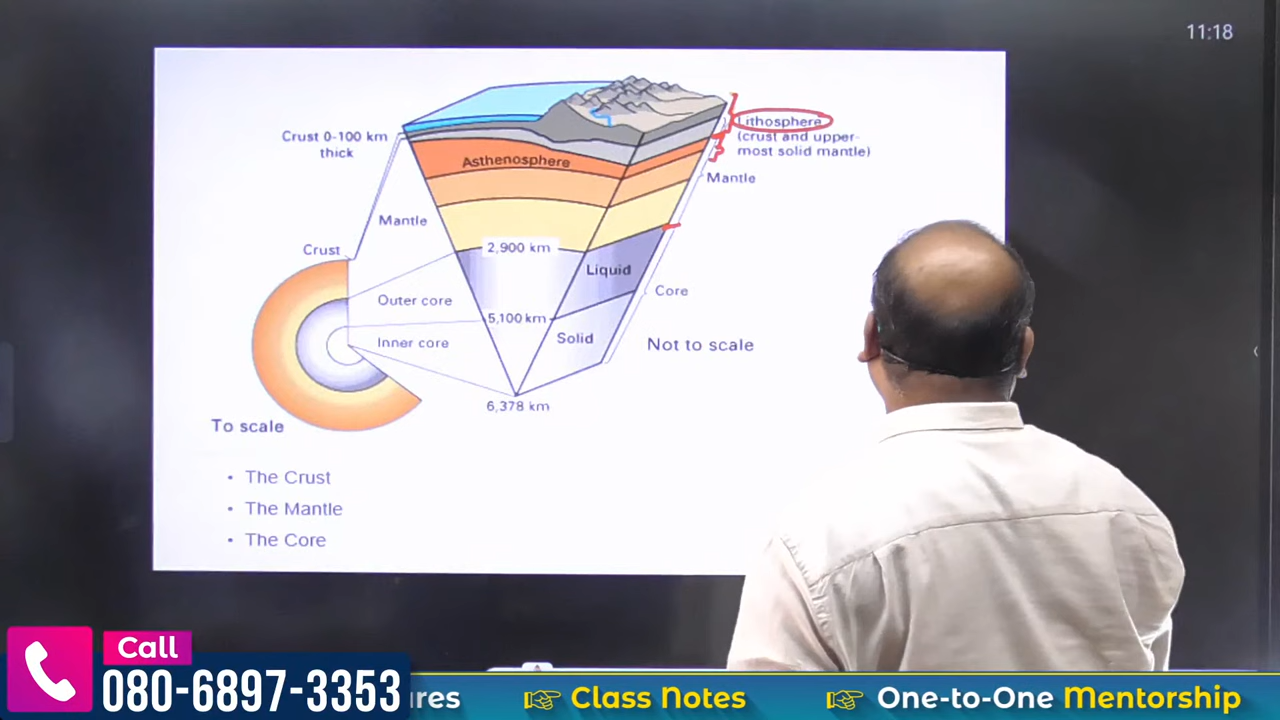 11:18
Crust 0-100 km
thick
Lithosphere
(crust and upper-
most solid mantle)
Asthenosphere
Mantle
Mantle
Crust
2,900 km
Liquid
Outer core
Core
5,100 km
Inner core
Solid
Not to scale
6,378 km
To scale
• The Crust
• The Mantle
• The Core
Call
080-6897-3353
Class Notes
One-to-One Mentorship